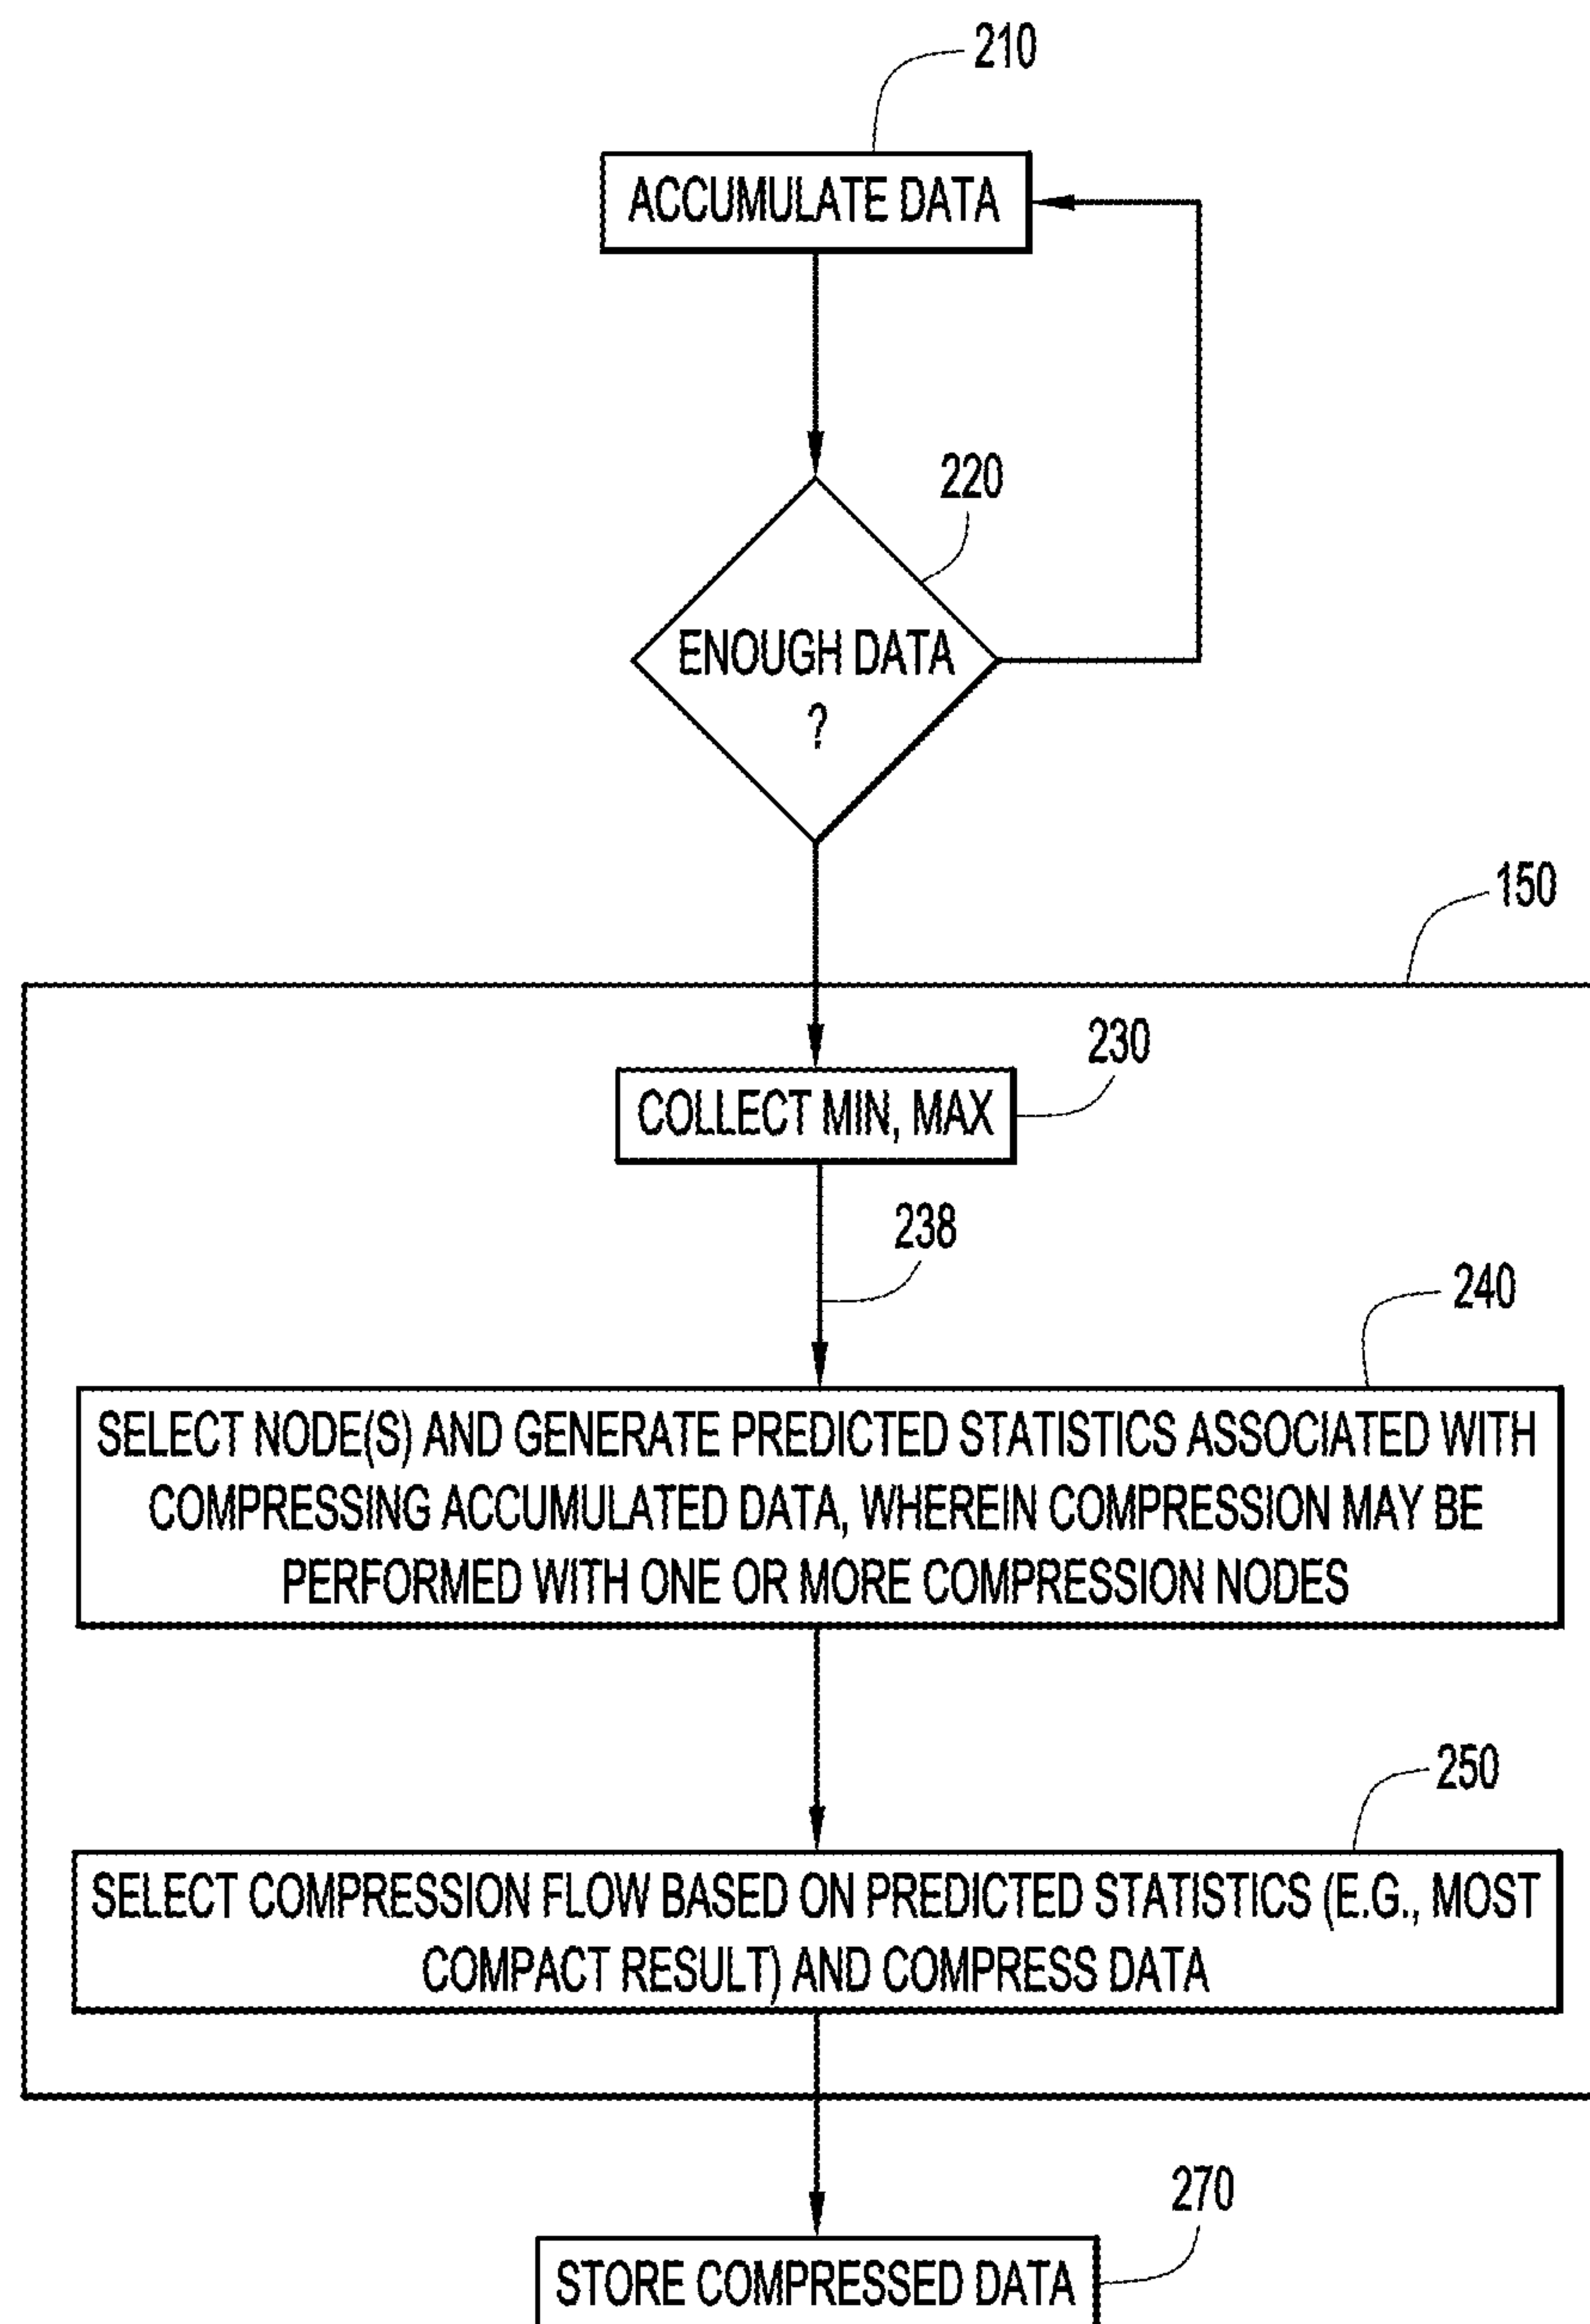 210
ACCUMULATE DATA
220
ENOUGH DATA
?
150
COLLECT MIN, MAX
230
238
240
SELECT NODE(S) AND GENERATE PREDICTED STATISTICS ASSOCIATED WITH
COMPRESSING ACCUMULATED DATA, WHEREIN COMPRESSION MAY BE
PERFORMED WITH ONE OR MORE COMPRESSION NODES
250
SELECT COMPRESSION FLOW BASED ON PREDICTED STATISTICS (E.G., MOST
COMPACT RESULT) AND COMPRESS DATA
270
STORE COMPRESSED DATA